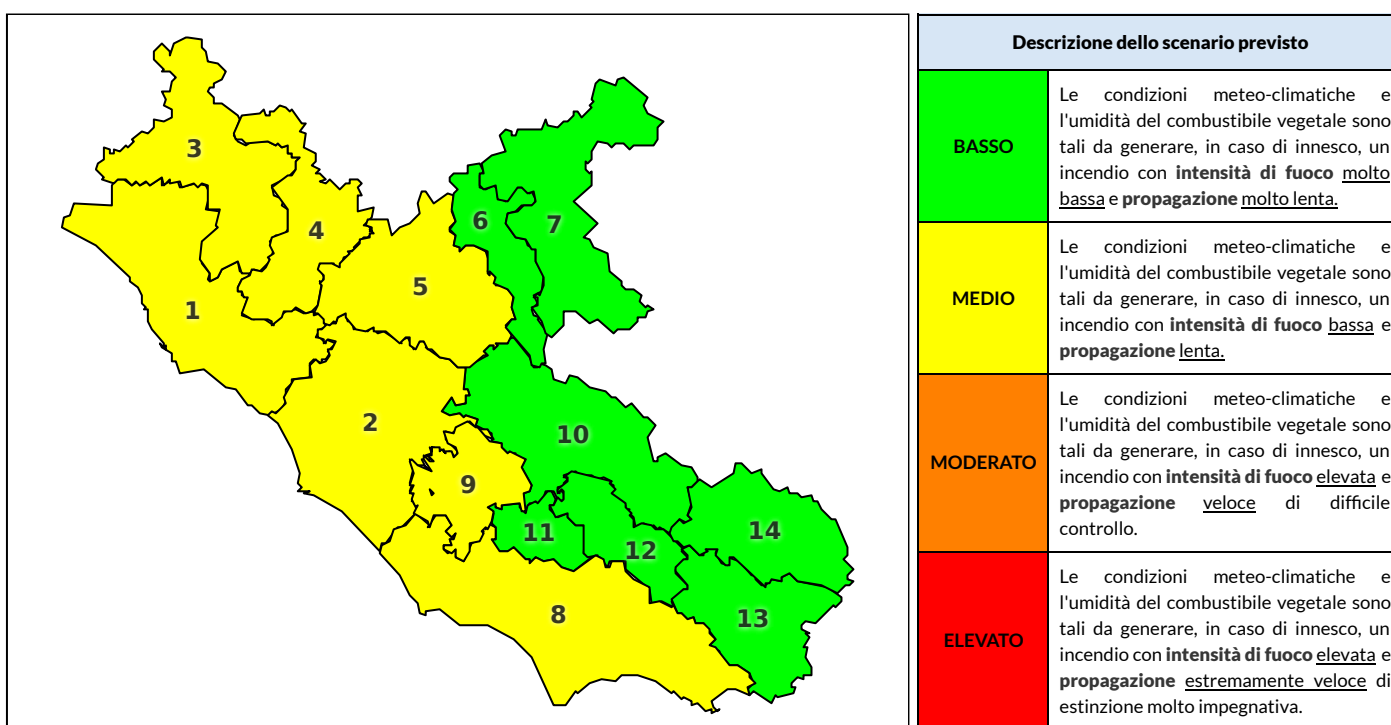 3
4
6
7
5
1
2
10
9
11
12
14
8
13
Descrizione dello scenario previsto
BASSO
Le condizioni meteo-climatiche e
l'umidità del combustibile vegetale sono
tali da generare, in caso di innesco, un
incendio con intensità di fuoco molto
bassa e propagazione molto lenta.
MEDIO
Le condizioni meteo-climatiche e
l'umidità del combustibile vegetale sono
tali da generare, in caso di innesco, un
incendio con intensità di fuoco bassa e
propagazione lenta.
MODERATO
Le condizioni meteo-climatiche e
l'umidità del combustibile vegetale sono
tali da generare, in caso di innesco, un
incendio con intensità di fuoco elevata e
propagazione veloce di difficile
controllo.
ELEVATO
Le condizioni meteo-climatiche e
l'umidità del combustibile vegetale sono
tali da generare, in caso di innesco, un
incendio con intensità di fuoco elevata e
propagazione estremamente veloce di
estinzione molto impegnativa.